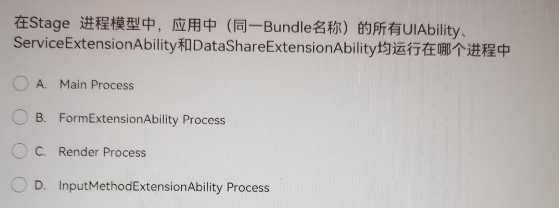 在Stage 进程模型中，应用中（同一Bundle名称）的所有UIAbility、
ServiceExtensionAbility和DataShareExtensionAbility均运行在哪个进程中
A. Main Process
B. FormExtensionAbility Process
C. Render Process
D. InputMethodExtensionAbility Process